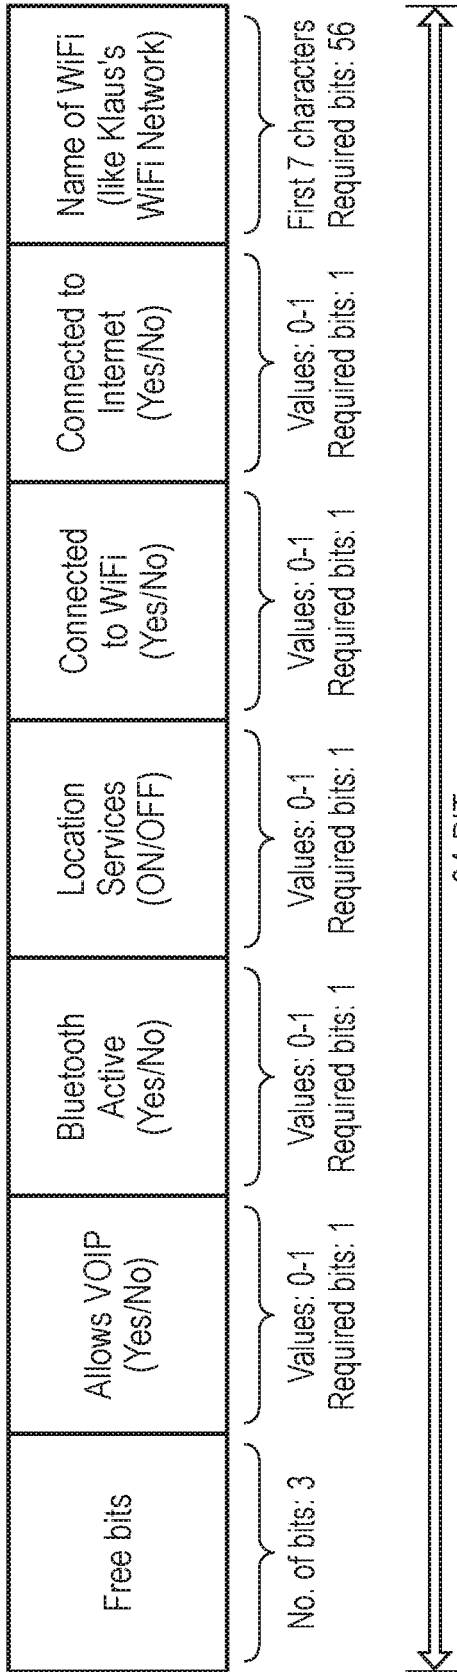 Free bits
Allows VOIP
(Yes/No)
Bluetooth
Active
(Yes/No)
Location
Services
(ON/OFF)
Connected
to WiFi
(Yes/No)
Connected to
Internet
(Yes/No)
Name of WiFi
(like Klaus's
WiFi Network)
No. of bits: 3
Values: 0-1
Required bits: 1
Values: 0-1
Required bits: 1
Values: 0-1
Required bits: 1
Values: 0-1
Required bits: 1
Values: 0-1
Required bits: 1
First 7 characters
Required bits: 56
64 BIT